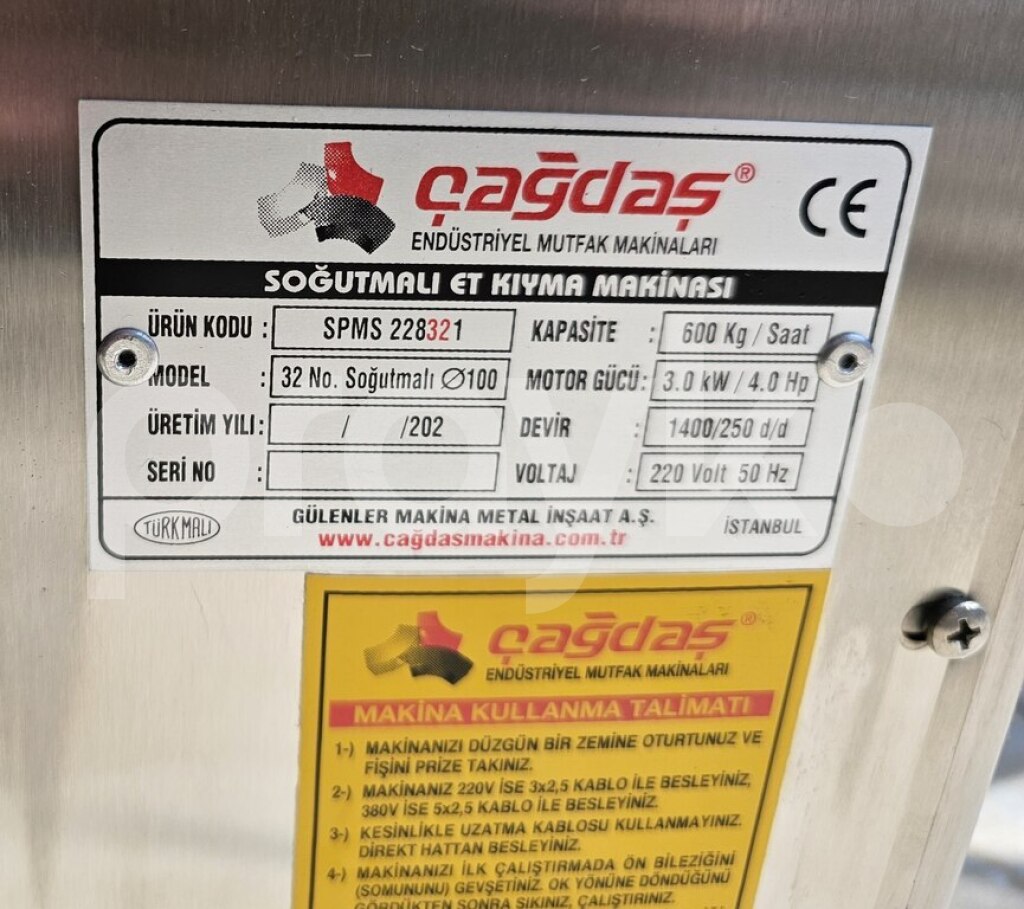 çağdaş®
ENDÜSTRİYEL MUTFAK MAKİNALARI
CE
SOĞUTMALI ET KIYMA MAKİNASI
ÜRÜN KODU : SPMS 228321 KAPASİTE : 600 Kg / Saat
MODEL : 32 No. Soğutmalı Ø100 MOTOR GÜCÜ : 3.0 kW / 4.0 Hp
ÜRETİM YILI : / /202 DEVİR : 1400/250 d/d
SERİ NO : VOLTAJ : 220 Volt 50 Hz
TÜRK MALI GÜLENLER MAKİNA METAL İNŞAAT A.Ş. İSTANBUL
www.cağdasmakina.com.tr
proyko
çağdaş®
ENDÜSTRİYEL MUTFAK MAKİNALARI
MAKİNA KULLANMA TALİMATI
1-) MAKİNANIZI DÜZGÜN BİR ZEMİNE OTURTUNUZ VE
FİŞİNİ PRİZE TAKINIZ.
2-) MAKİNANIZ 220V İSE 3x2,5 KABLO İLE BESLEYİNİZ,
380V İSE 5x2,5 KABLO İLE BESLEYİNİZ.
3-) KESİNLİKLE UZATMA KABLOSU KULLANMAYINIZ.
DİREKT HATTAN BESLEYİNİZ.
4-) MAKİNANIZI İLK ÇALIŞTIRMADA ÖN BİLEZİĞİNİ
(SOMUNUNU) GEVŞETİNİZ. OK YÖNÜNE DÖNDÜĞÜNÜ
GÖRDÜKTEN SONRA SIKINIZ, ÇALIŞTIRINIZ.